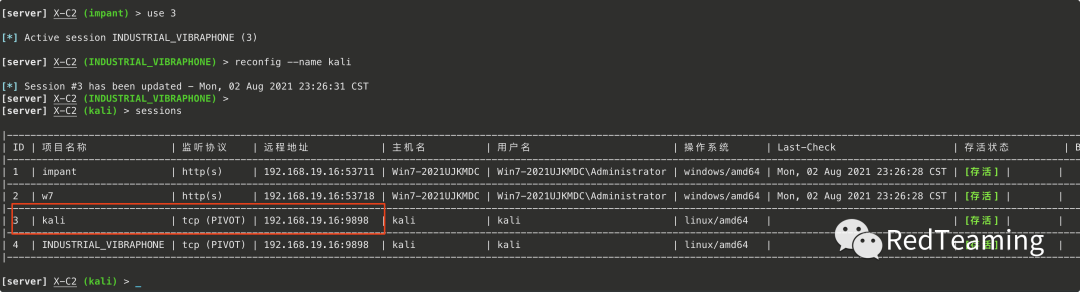 [server] X-C2 (impant) > use 3
[*] Active session INDUSTRIAL_VIBRAPHONE (3)
[server] X-C2 (INDUSTRIAL_VIBRAPHONE) > reconfig --name kali
[*] Session #3 has been updated - Mon, 02 Aug 2021 23:26:31 CST
[server] X-C2 (INDUSTRIAL_VIBRAPHONE) >
[server] X-C2 (kali) > sessions
| ID | 项目名称 | 监听协议 | 远程地址 | 主机名 | 用户名 | 操作系统 | Last-Check | 存活状态 |
| 1 | impant | http(s) | 192.168.19.16:53711 | Win7-2021UJKMDC | Win7-2021UJKMDC\Administrator | windows/amd64 | Mon, 02 Aug 2021 23:26:28 CST | [存活] | |
| 2 | w7 | http(s) | 192.168.19.16:53718 | Win7-2021UJKMDC | Win7-2021UJKMDC\Administrator | windows/amd64 | Mon, 02 Aug 2021 23:26:28 CST | [存活] | |
| 3 | kali | tcp (PIVOT) | 192.168.19.16:9898 | kali | kali | linux/amd64 | | [存活] | |
| 4 | INDUSTRIAL_VIBRAPHONE | tcp (PIVOT) | 192.168.19.16:9898 | kali | kali | linux/amd64 | | [存活] | |
RedTeaming
[server] X-C2 (kali) > _